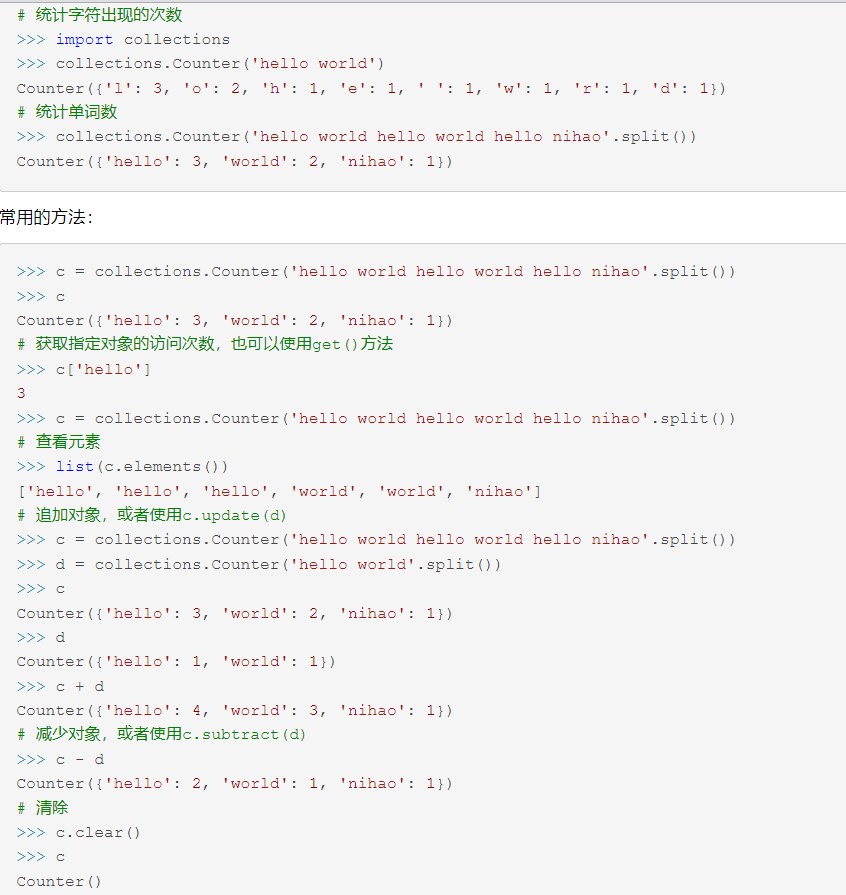 # 统计字符出现的次数
>>> import collections
>>> collections.Counter('hello world')
Counter({'l': 3, 'o': 2, 'h': 1, 'e': 1, ' ': 1, 'w': 1, 'r': 1, 'd': 1})
# 统计单词数
>>> collections.Counter('hello world hello world hello nihao'.split())
Counter({'hello': 3, 'world': 2, 'nihao': 1})
常用的方法：
>>> c = collections.Counter('hello world hello world hello nihao'.split())
>>> c
Counter({'hello': 3, 'world': 2, 'nihao': 1})
# 获取指定对象的访问次数，也可以使用get()方法
>>> c['hello']
3
>>> c = collections.Counter('hello world hello world hello nihao'.split())
# 查看元素
>>> list(c.elements())
['hello', 'hello', 'hello', 'world', 'world', 'nihao']
# 追加对象，或者使用c.update(d)
>>> c = collections.Counter('hello world hello world hello nihao'.split())
>>> d = collections.Counter('hello world'.split())
>>> c
Counter({'hello': 3, 'world': 2, 'nihao': 1})
>>> d
Counter({'hello': 1, 'world': 1})
>>> c + d
Counter({'hello': 4, 'world': 3, 'nihao': 1})
# 减少对象，或者使用c.subtract(d)
>>> c - d
Counter({'hello': 2, 'world': 1, 'nihao': 1})
# 清除
>>> c.clear()
>>> c
Counter()